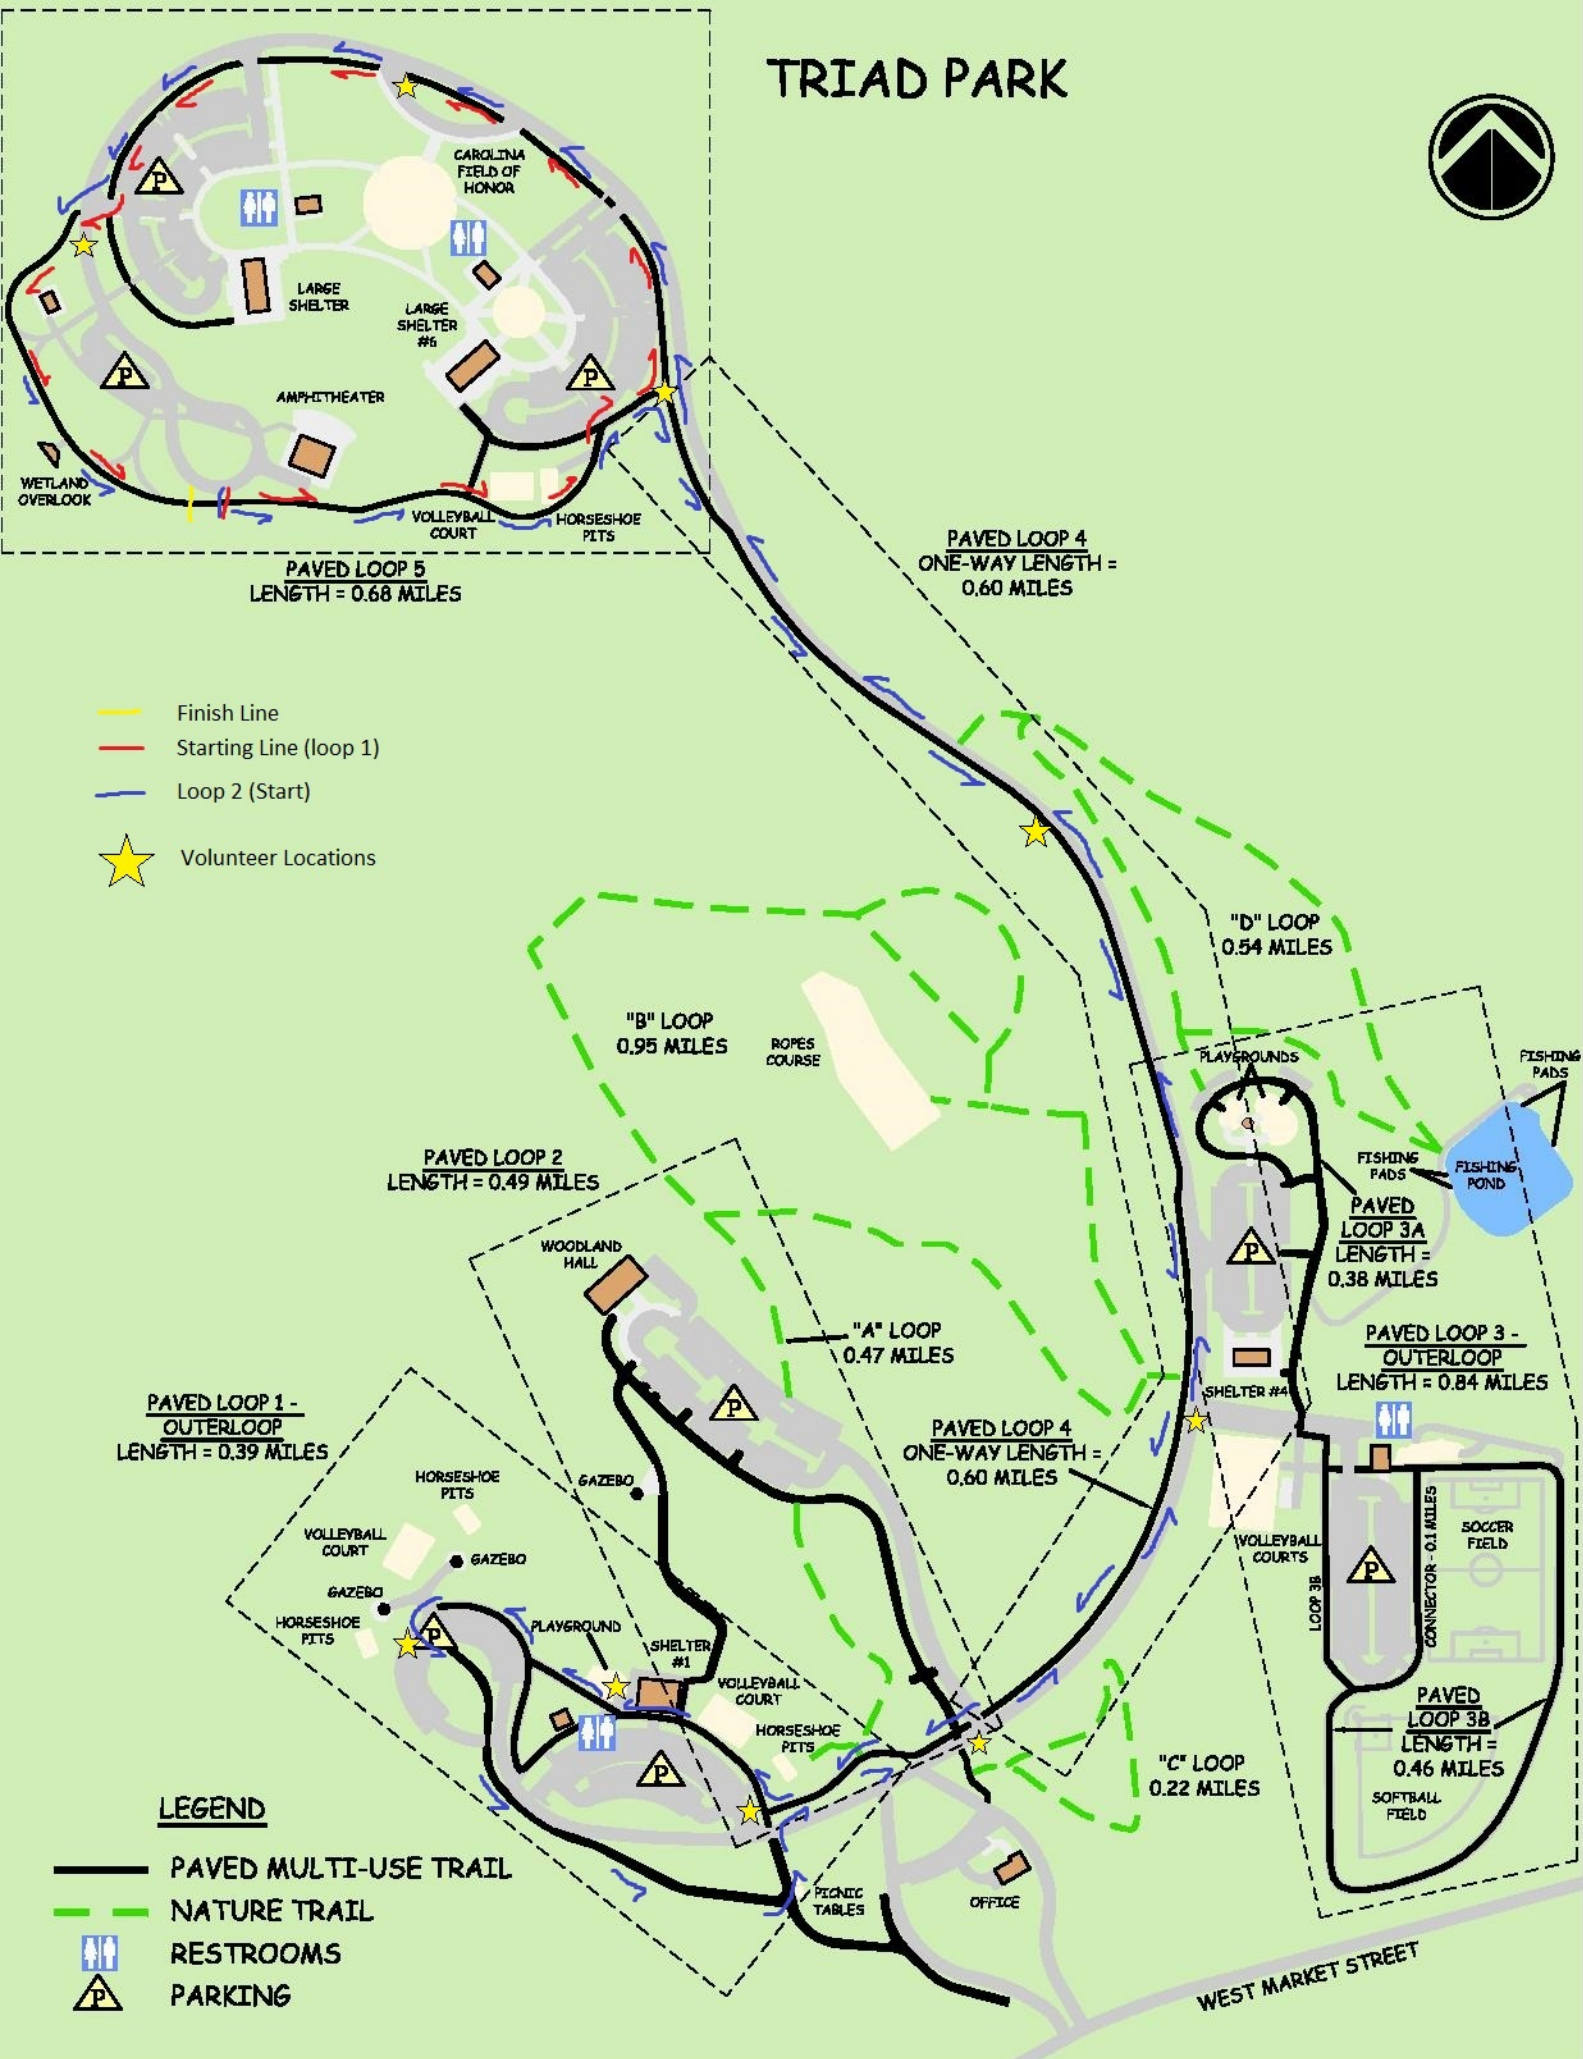 TRIAD PARK
CAROLINA
FIELD OF
HONOR
P
LARGE
SHELTER
LARGE
SHELTER
#6
P
P
AMPHITHEATER
WETLAND
OVERLOOK
VOLLEYBALL
COURT
HORSESHOE
PITS
PAVED LOOP 5
LENGTH = 0.68 MILES
PAVED LOOP 4
ONE-WAY LENGTH =
0.60 MILES
Finish Line
Starting Line (loop 1)
Loop 2 (Start)
Volunteer Locations
"D" LOOP
0.54 MILES
"B" LOOP
0.95 MILES
ROPES
COURSE
PLAYGROUNDS
FISHING
PADS
FISHING
PADS
FISHING
POND
PAVED LOOP 2
LENGTH = 0.49 MILES
PAVED
LOOP 3A
LENGTH =
0.38 MILES
P
WOODLAND
HALL
"A" LOOP
0.47 MILES
PAVED LOOP 3 -
OUTERLOOP
LENGTH = 0.84 MILES
SHELTER #4
P
PAVED LOOP 1 -
OUTERLOOP
LENGTH = 0.39 MILES
PAVED LOOP 4
ONE-WAY LENGTH =
0.60 MILES
HORSESHOE
PITS
GAZEBO
VOLLEYBALL
COURT
GAZEBO
GAZEBO
HORSESHOE
PITS
P
PLAYGROUND
SHELTER
#1
VOLLEYBALL
COURT
HORSESHOE
PITS
P
VOLLEYBALL
COURTS
LOOP 3B
P
CONNECTOR - 0.1 MILES
SOCCER
FIELD
PAVED
LOOP 3B
LENGTH =
0.46 MILES
SOFTBALL
FIELD
"C" LOOP
0.22 MILES
PICNIC
TABLES
OFFICE
WEST MARKET STREET
LEGEND
PAVED MULTI-USE TRAIL
NATURE TRAIL
RESTROOMS
P
PARKING